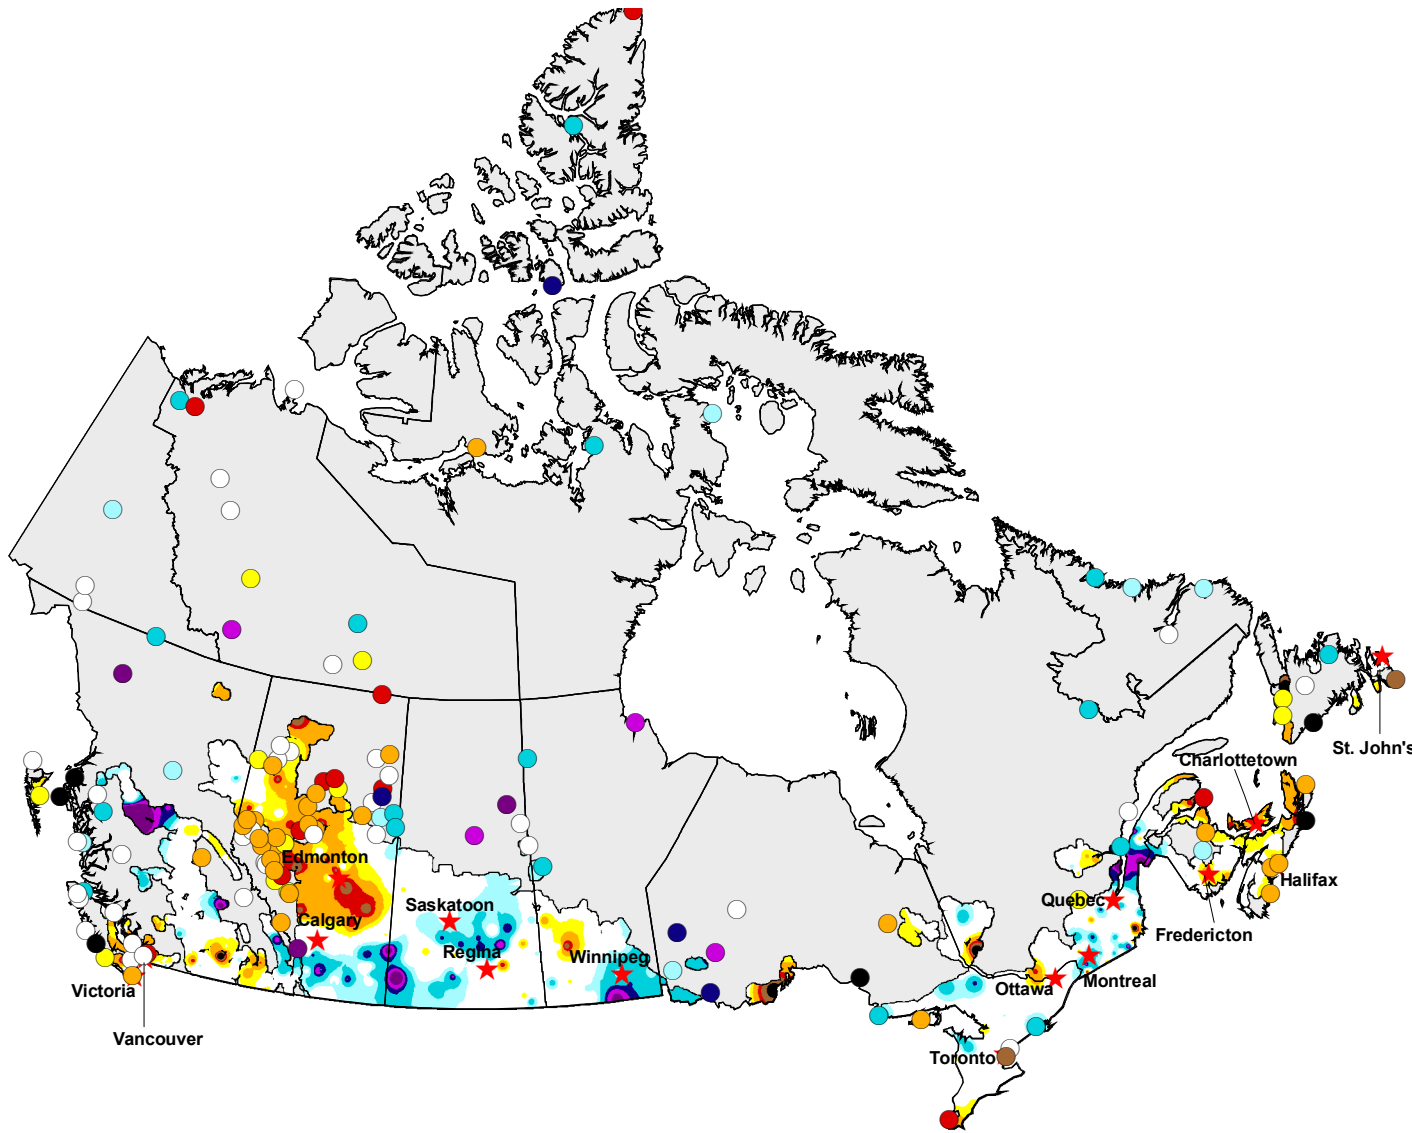 St. John's
Charlottetown
Edmonton
Halifax
Quebec
Saskatoon
Calgary
Fredericton
Regina
Winnipeg
Montreal
Ottawa
Victoria
Vancouver
Toronto